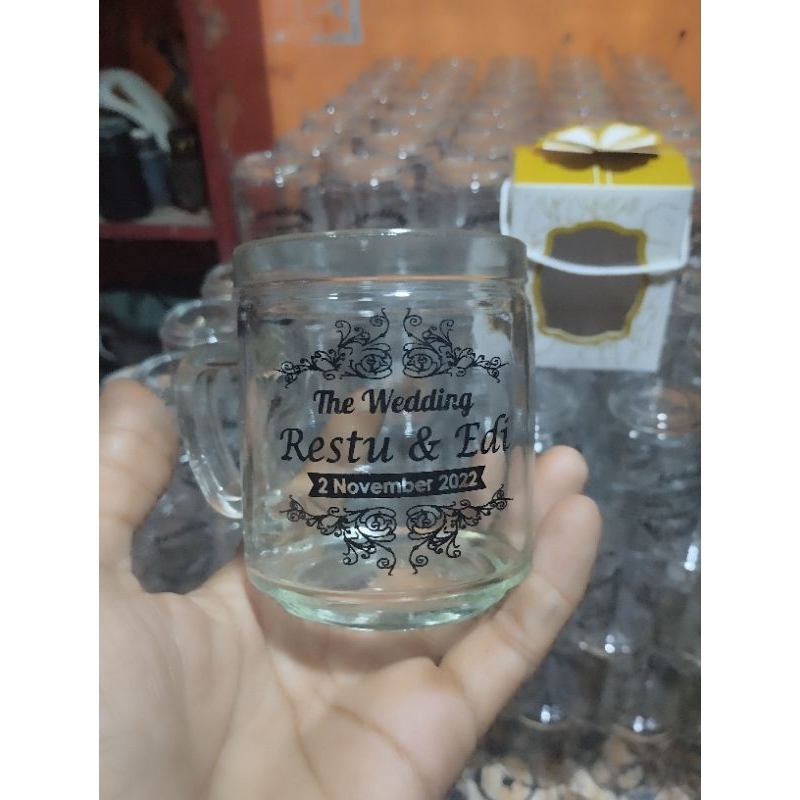 The Wedding
Restu & Edi
2 November 2022